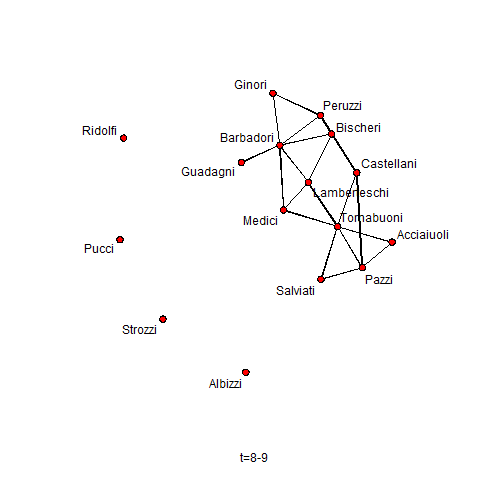 Ginori
Peruzzi
Bischeri
Ridolfi
Barbadori
Castellani
Guadagni
Lamberteschi
Medici
Tornabuoni
Acciaiuoli
Pucci
Pazzi
Salviati
Strozzi
Albizzi
t=8-9